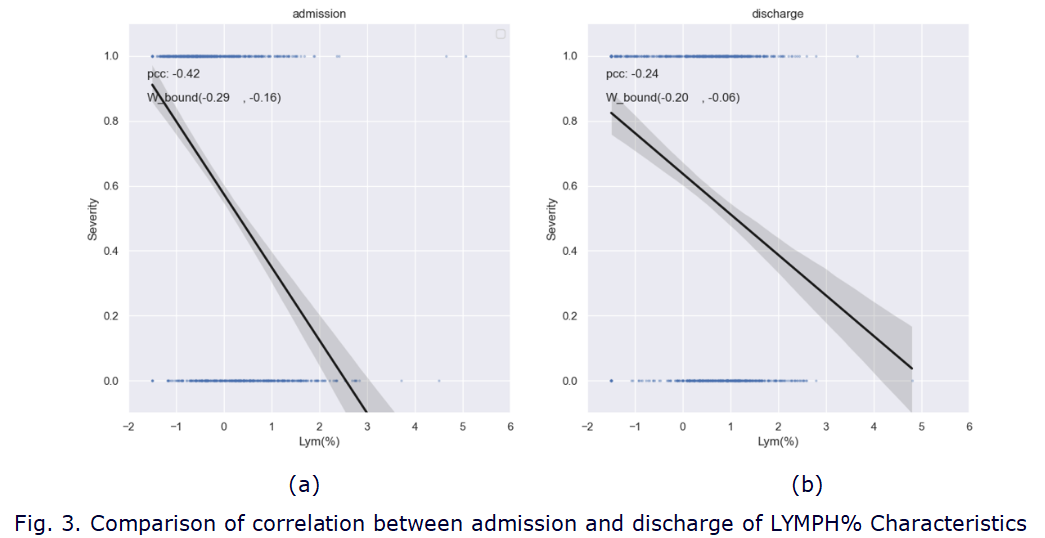 admission
1.0
pcc: -0.42
W_bound(-0.29 , -0.16)
0.8
0.6
Severity
0.4
0.2
0.0
−2 −1 0 1 2 3 4 5 6
Lym(%)
(a)
discharge
1.0
pcc: -0.24
W_bound(-0.20 , -0.06)
0.8
0.6
Severity
0.4
0.2
0.0
−2 −1 0 1 2 3 4 5 6
Lym(%)
(b)
Fig. 3. Comparison of correlation between admission and discharge of LYMPH% Characteristics